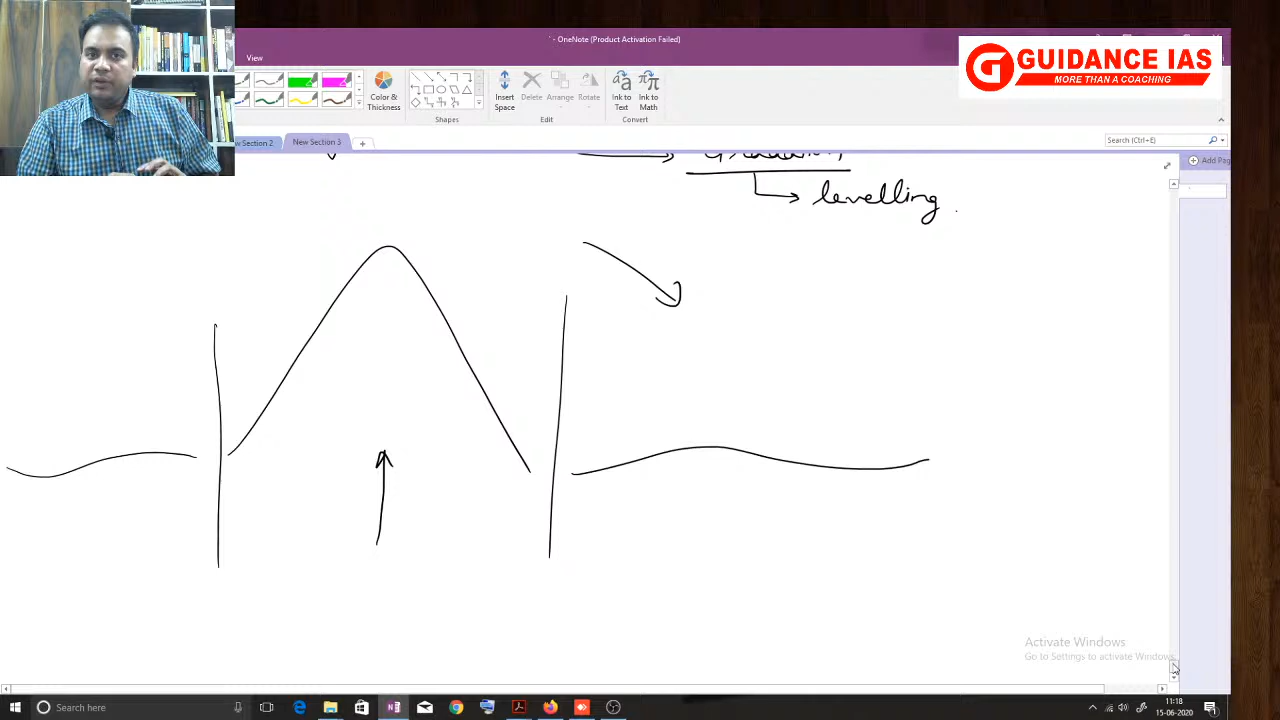 - OneNote (Product Activation Failed)
GUIDANCE IAS
MORE THAN A COACHING
View
Color & Thickness
Insert Space
Delete
Arrange
Rotate
Ink to Text
Ink to Math
Shapes
Edit
Convert
Section 2
New Section 3
Search (Ctrl+E)
Add Pag
levelling
Activate Windows
Go to Settings to activate Windows.
Search here
11:18
15-06-2020